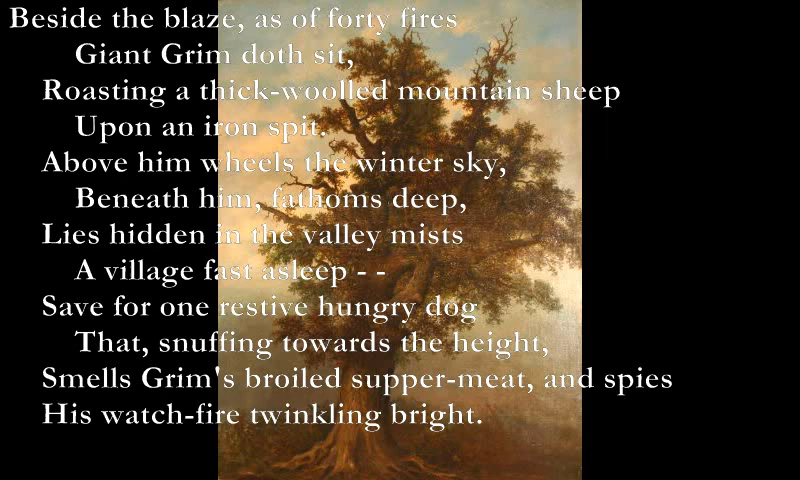 Beside the blaze, as of forty fires
Giant Grim doth sit,
Roasting a thick-woolled mountain sheep
Upon an iron spit.
Above him wheels the winter sky,
Beneath him, fathoms deep,
Lies hidden in the valley mists
A village fast asleep - -
Save for one restive hungry dog
That, snuffing towards the height,
Smells Grim's broiled supper-meat, and spies
His watch-fire twinkling bright.